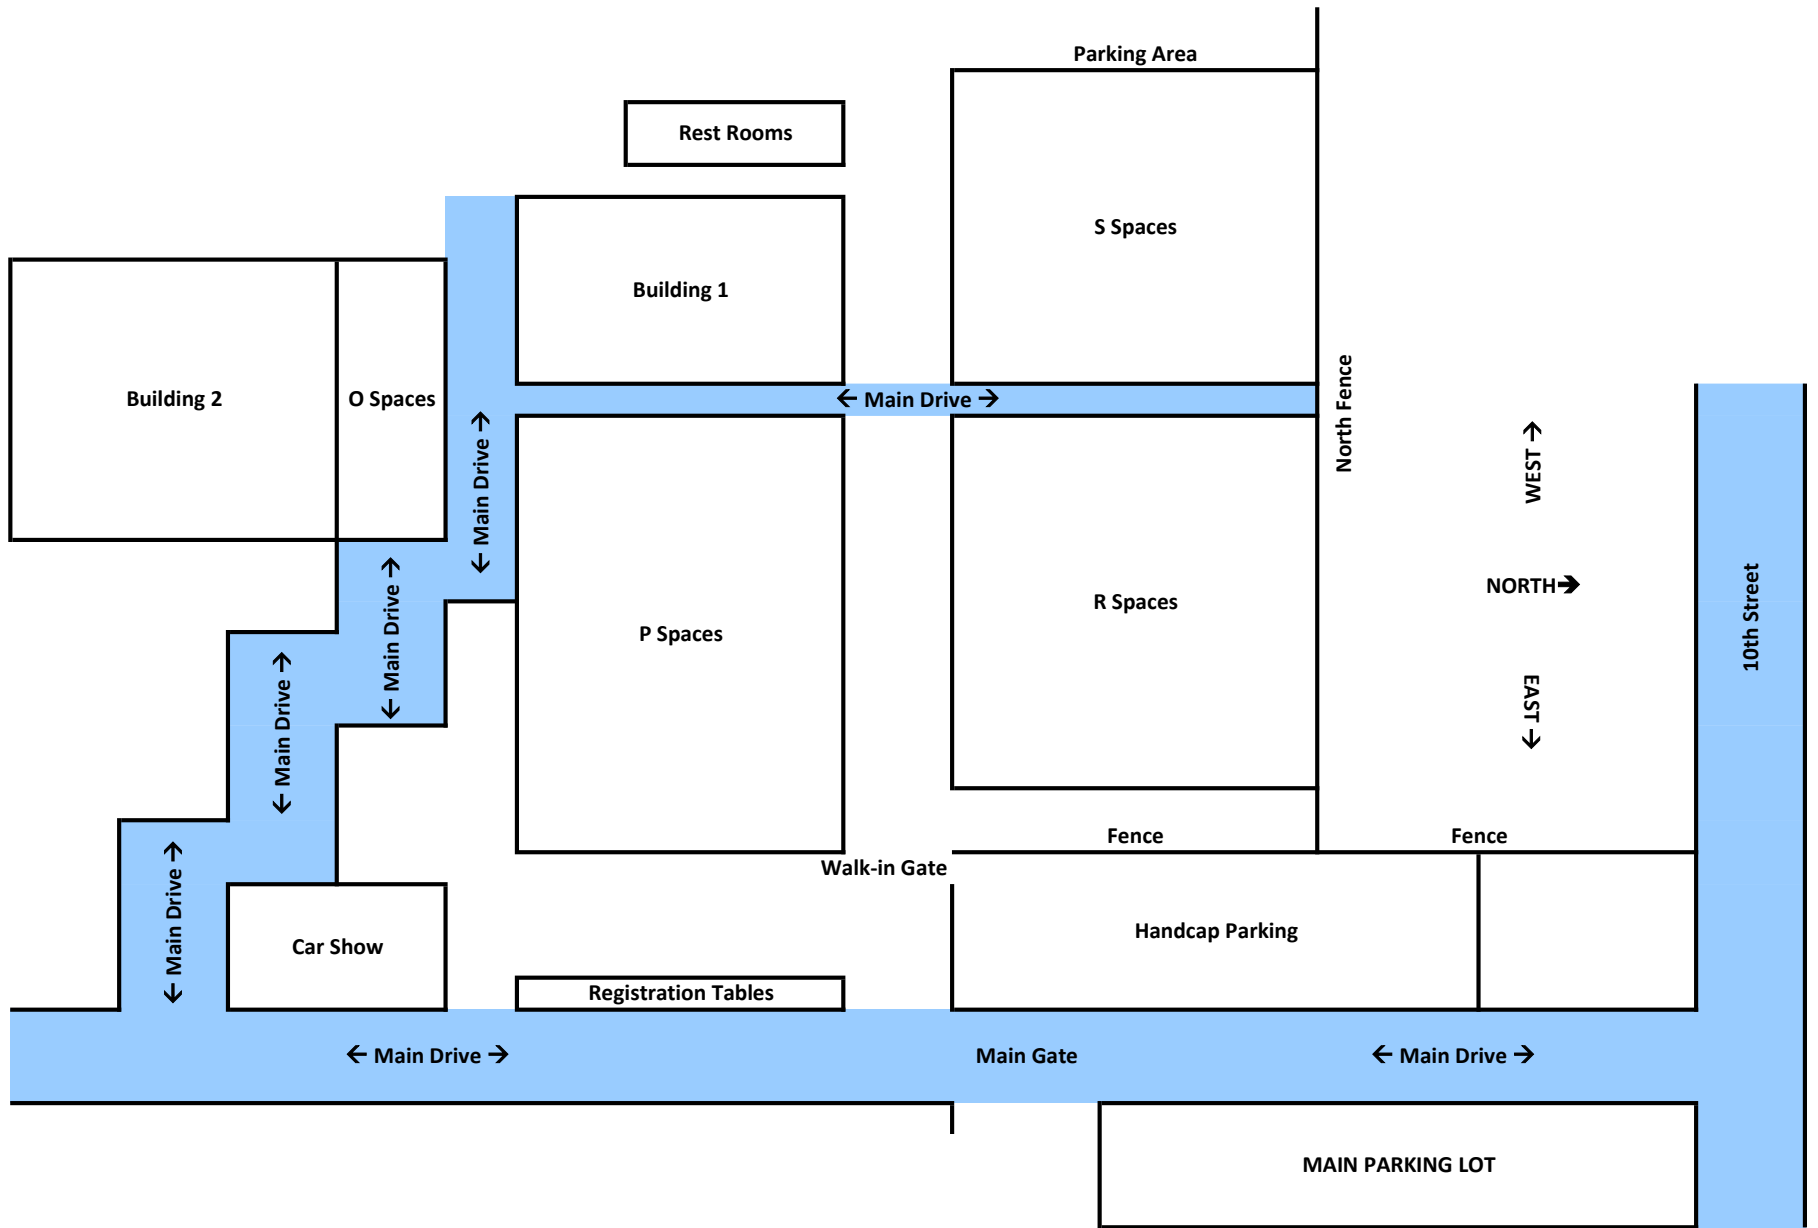 Parking Area
Rest Rooms
S Spaces
Building 1
Building 2
O Spaces
← Main Drive →
North Fence
← Main Drive →
WEST →
NORTH→
EAST →
10th Street
P Spaces
R Spaces
← Main Drive →
← Main Drive →
Fence
Fence
Walk-in Gate
← Main Drive →
Car Show
Handcap Parking
Registration Tables
← Main Drive →
Main Gate
← Main Drive →
MAIN PARKING LOT